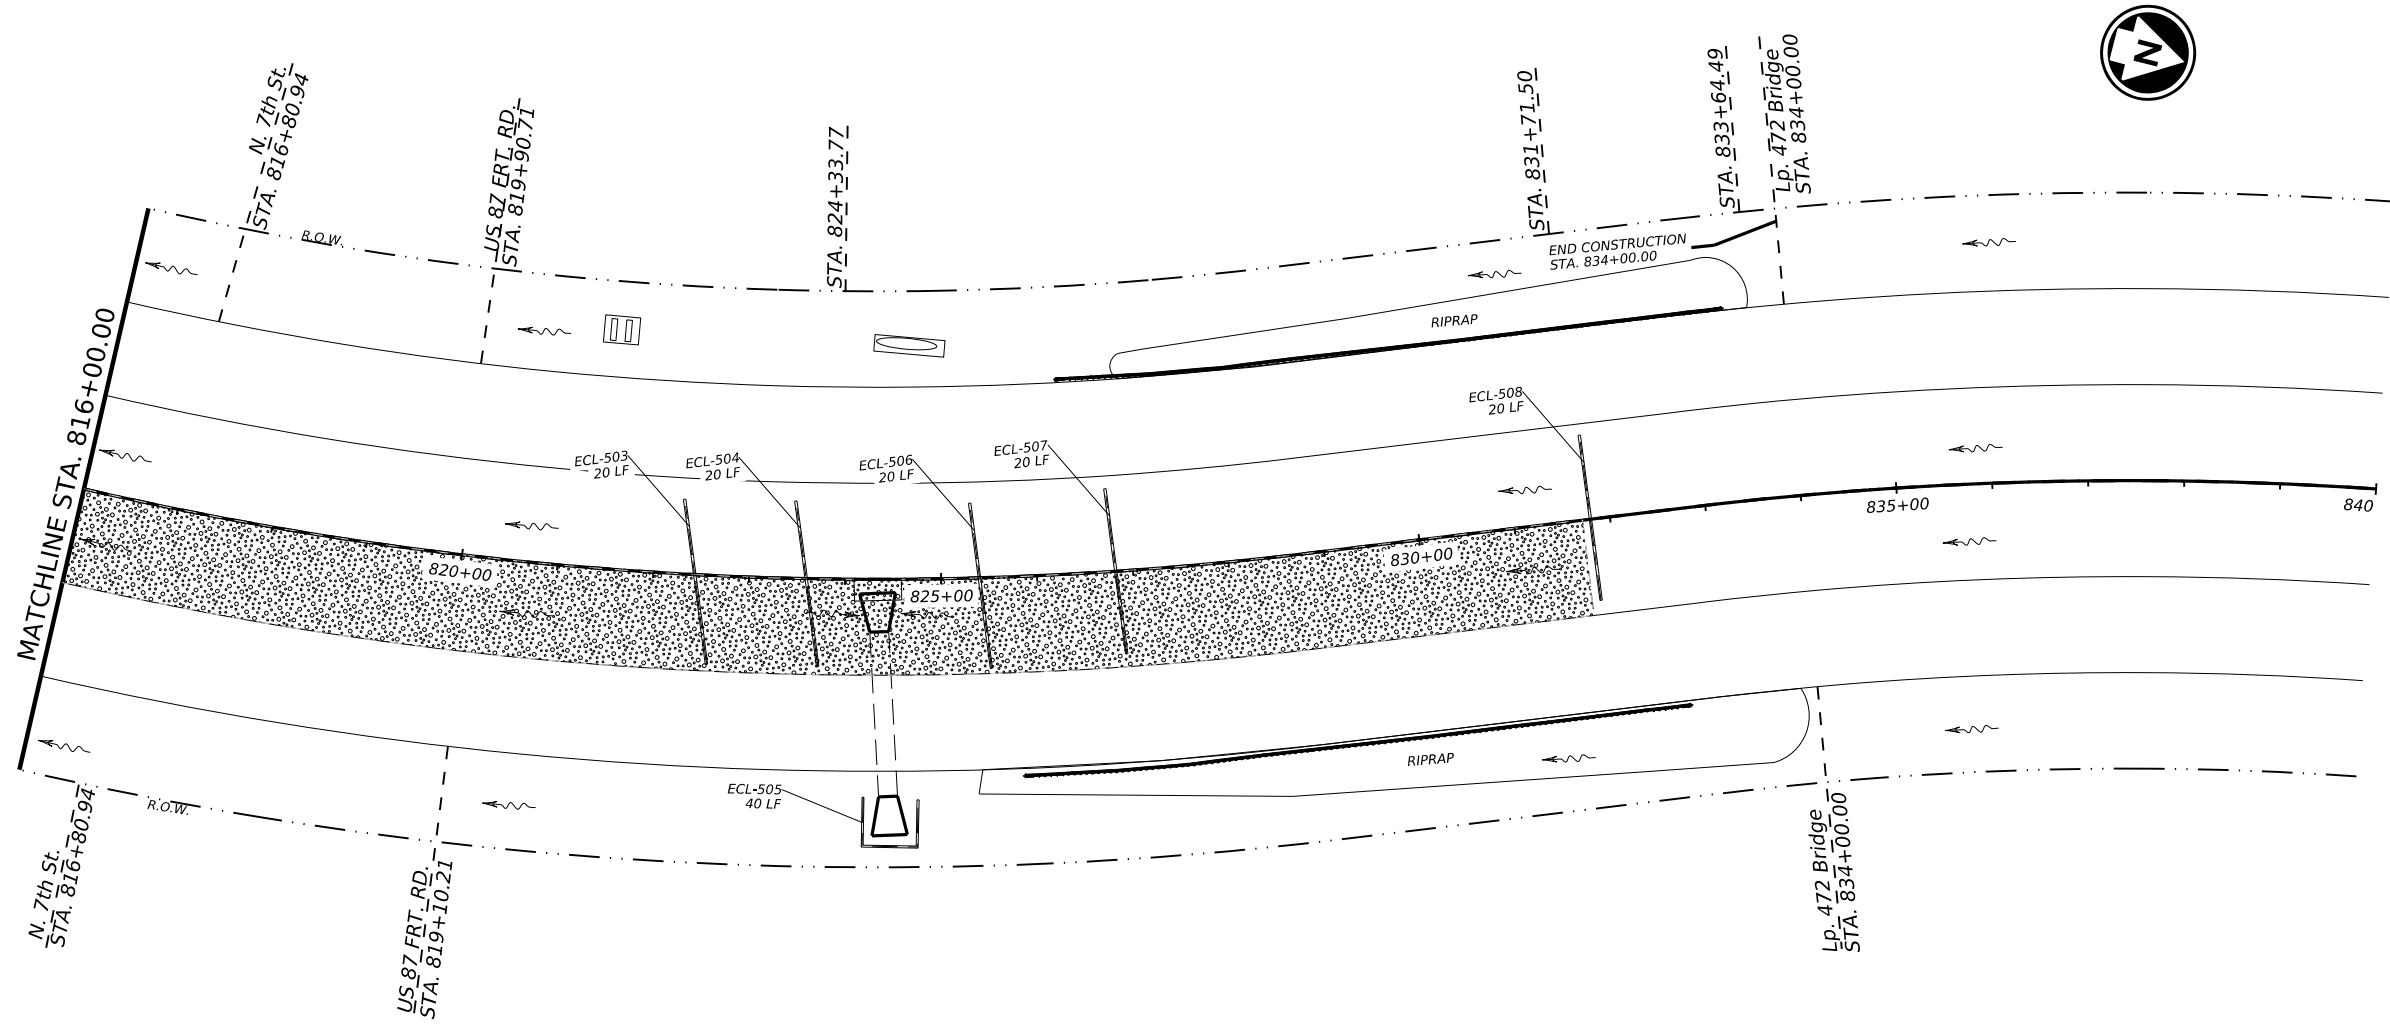 N. 7th St.
STA. 816+80.94
US 87 FRT. RD.
STA. 819+90.71
STA. 824+33.77
STA. 831+71.50
STA. 833+64.49
Lp. 472 Bridge
STA. 834+00.00
N
R.O.W.
END CONSTRUCTION
STA. 834+00.00
RIPRAP
MATCHLINE STA. 816+00.00
ECL-503
20 LF
ECL-504
20 LF
ECL-506
20 LF
ECL-507
20 LF
ECL-508
20 LF
820+00
825+00
830+00
835+00
840
RIPRAP
ECL-505
40 LF
R.O.W.
N. 7th St.
STA. 816+80.94
US 87 FRT. RD.
STA. 819+10.21
Lp. 472 Bridge
STA. 834+00.00